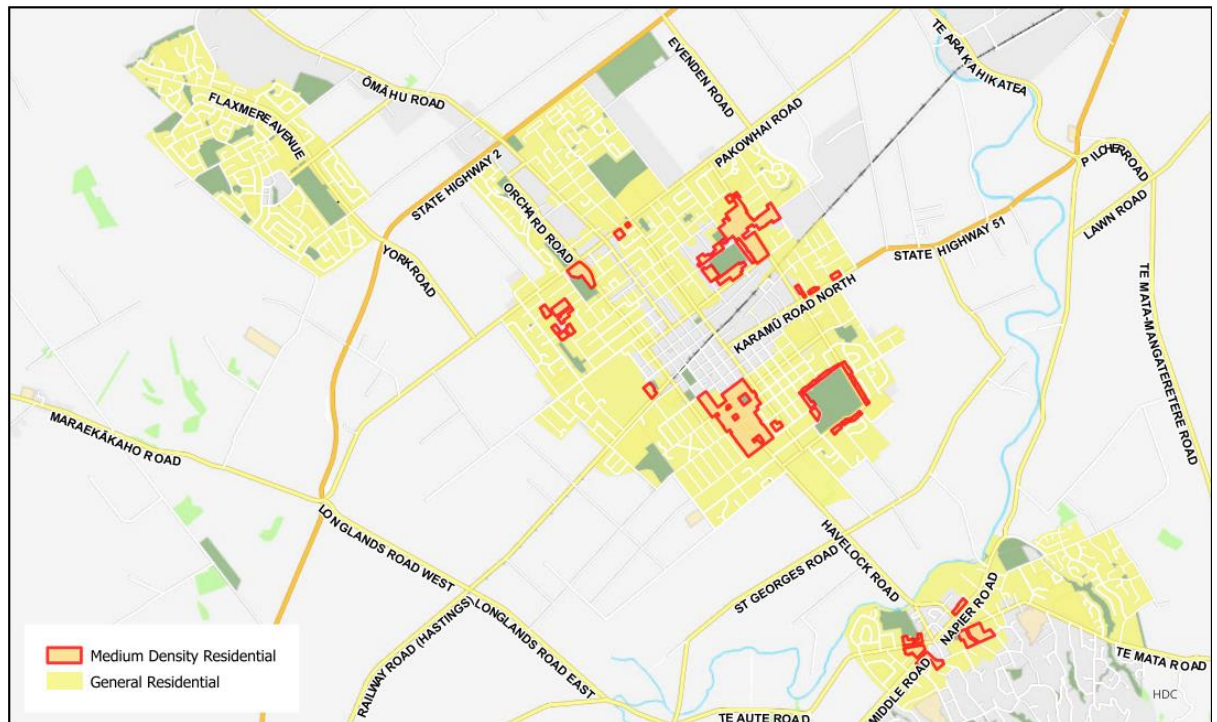 TE ARA KAHIKATEA
EVENDEN ROAD
ŌMĀHU ROAD
FLAXMERE AVENUE
PAKOWHAI ROAD
PILCHER ROAD
STATE HIGHWAY 2
ORCHARD ROAD
LAWN ROAD
STATE HIGHWAY 51
YORK ROAD
TE MATA-MANGATERETERE ROAD
KARAMŪ ROAD NORTH
MARAEKĀKAHO ROAD
LONGLANDS ROAD WEST
HAVELOCK ROAD
ST GEORGES ROAD
NAPIER ROAD
LONGLANDS ROAD EAST
RAILWAY ROAD (HASTINGS)
TE MATA ROAD
MIDDLE ROAD
TE AUTE ROAD
HDC
Medium Density Residential
General Residential